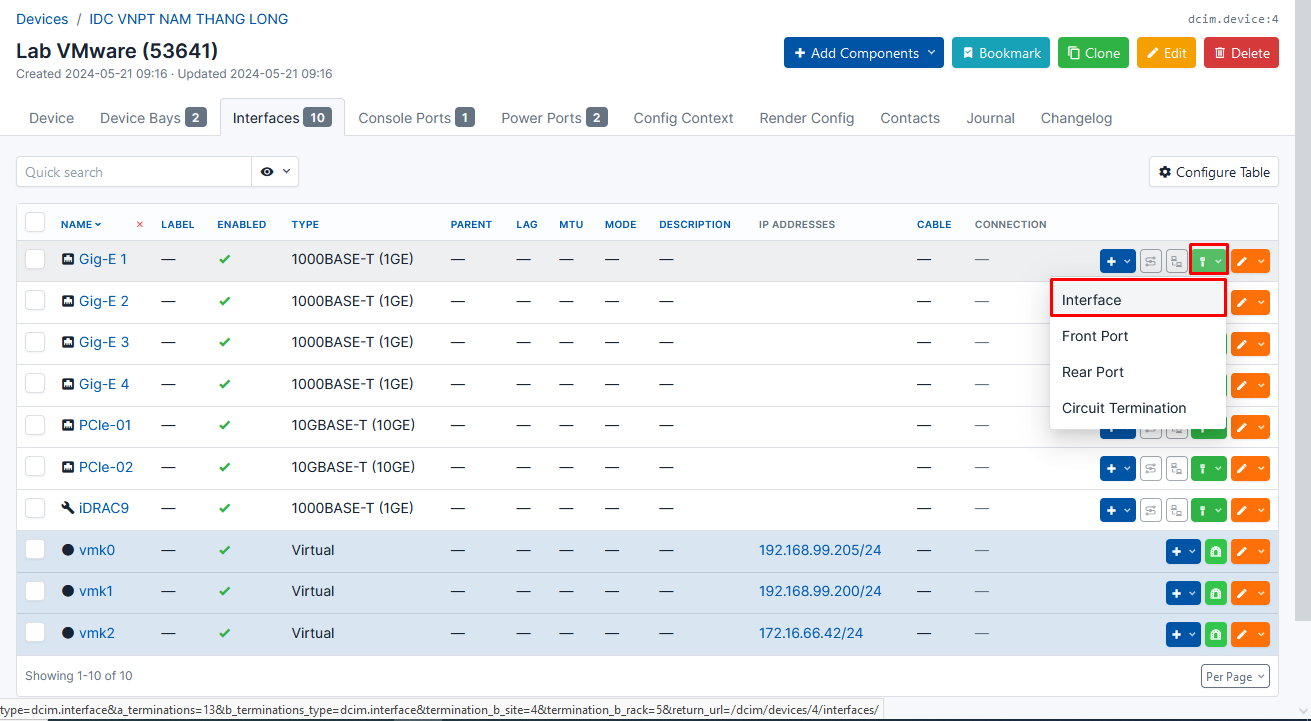 Devices / IDC VNPT NAM THANG LONG
dcim.device:4
Lab VMware (53641)
Created 2024-05-21 09:16 · Updated 2024-05-21 09:16
Add Components
Bookmark
Clone
Edit
Delete
Device
Device Bays 2
Interfaces 10
Console Ports 1
Power Ports 2
Config Context
Render Config
Contacts
Journal
Changelog
Quick search
Configure Table
NAME LABEL ENABLED TYPE PARENT LAG MTU MODE DESCRIPTION IP ADDRESSES CABLE CONNECTION
Gig-E 1 — 1000BASE-T (1GE) — — — — — — —
Interface
Gig-E 2 — 1000BASE-T (1GE) — — — — — — —
Front Port
Gig-E 3 — 1000BASE-T (1GE) — — — — — — —
Rear Port
Gig-E 4 — 1000BASE-T (1GE) — — — — — — —
Circuit Termination
PCIe-01 — 10GBASE-T (10GE) — — — — — — —
PCIe-02 — 10GBASE-T (10GE) — — — — — — —
iDRAC9 — 1000BASE-T (1GE) — — — — — — —
vmk0 — Virtual — — — — — 192.168.99.205/24 — —
vmk1 — Virtual — — — — — 192.168.99.200/24 — —
vmk2 — Virtual — — — — — 172.16.66.42/24 — —
Showing 1-10 of 10
Per Page
type=dcim.interface&a_terminations=13&b_terminations_type=dcim.interface&termination_b_site=4&termination_b_rack=5&return_url=/dcim/devices/4/interfaces/